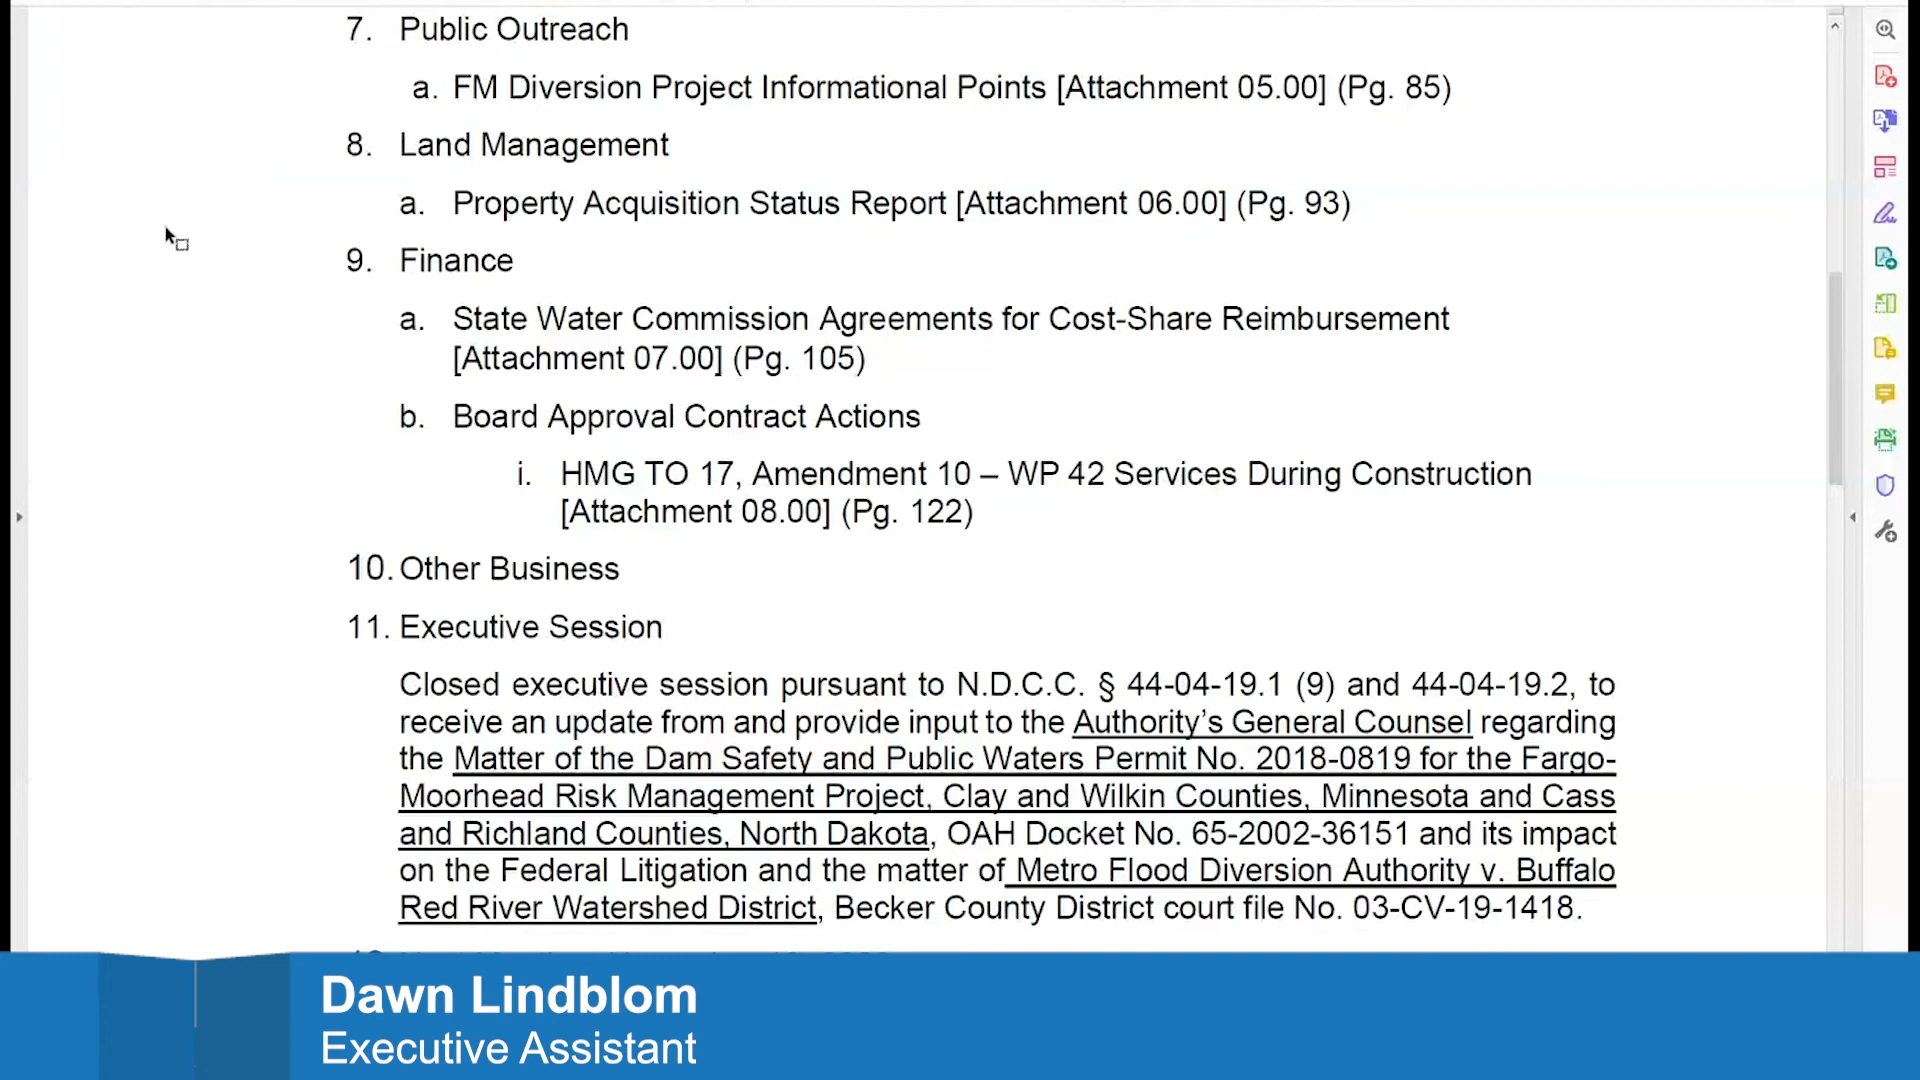 7. Public Outreach
a. FM Diversion Project Informational Points [Attachment 05.00] (Pg. 85)
8. Land Management
a. Property Acquisition Status Report [Attachment 06.00] (Pg. 93)
9. Finance
a. State Water Commission Agreements for Cost-Share Reimbursement
[Attachment 07.00] (Pg. 105)
b. Board Approval Contract Actions
i. HMG TO 17, Amendment 10 – WP 42 Services During Construction
[Attachment 08.00] (Pg. 122)
10. Other Business
11. Executive Session
Closed executive session pursuant to N.D.C.C. § 44-04-19.1 (9) and 44-04-19.2, to
receive an update from and provide input to the Authority’s General Counsel regarding
the Matter of the Dam Safety and Public Waters Permit No. 2018-0819 for the Fargo-
Moorhead Risk Management Project, Clay and Wilkin Counties, Minnesota and Cass
and Richland Counties, North Dakota, OAH Docket No. 65-2002-36151 and its impact
on the Federal Litigation and the matter of Metro Flood Diversion Authority v. Buffalo
Red River Watershed District, Becker County District court file No. 03-CV-19-1418.
Dawn Lindblom
Executive Assistant